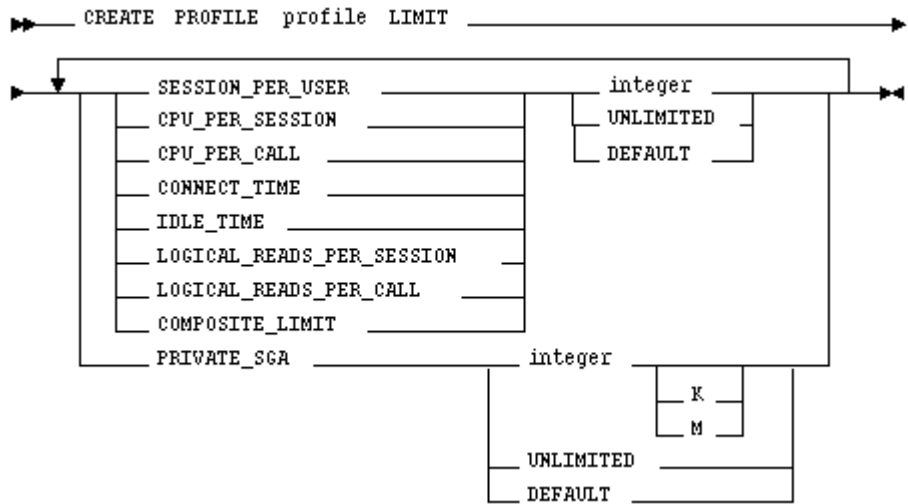 CREATE PROFILE profile LIMIT
SESSION_PER_USER integer
CPU_PER_SESSION UNLIMITED
CPU_PER_CALL DEFAULT
CONNECT_TIME
IDLE_TIME
LOGICAL_READS_PER_SESSION
LOGICAL_READS_PER_CALL
COMPOSITE_LIMIT
PRIVATE_SGA integer
K
M
UNLIMITED
DEFAULT